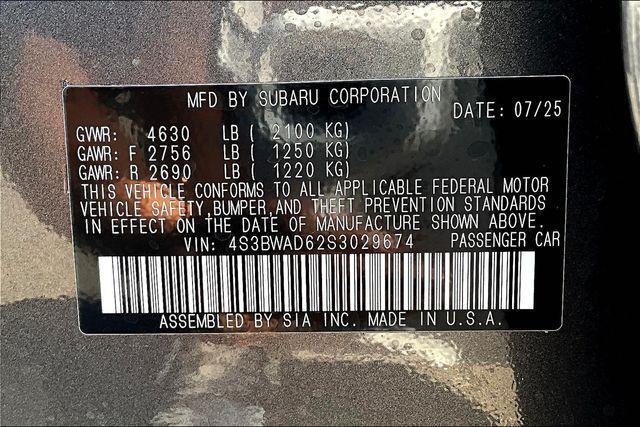 MFD BY SUBARU CORPORATION
DATE: 07/25
GVWR: 4630 LB ( 2100 KG)
GAWR: F 2756 LB ( 1250 KG)
GAWR: R 2690 LB ( 1220 KG)
THIS VEHICLE CONFORMS TO ALL APPLICABLE FEDERAL MOTOR
VEHICLE SAFETY,BUMPER,AND THEFT PREVENTION STANDARDS
IN EFFECT ON THE DATE OF MANUFACTURE SHOWN ABOVE.
VIN: 4S3BWAD62S3029674 PASSENGER CAR
ASSEMBLED BY SIA INC. MADE IN U.S.A.